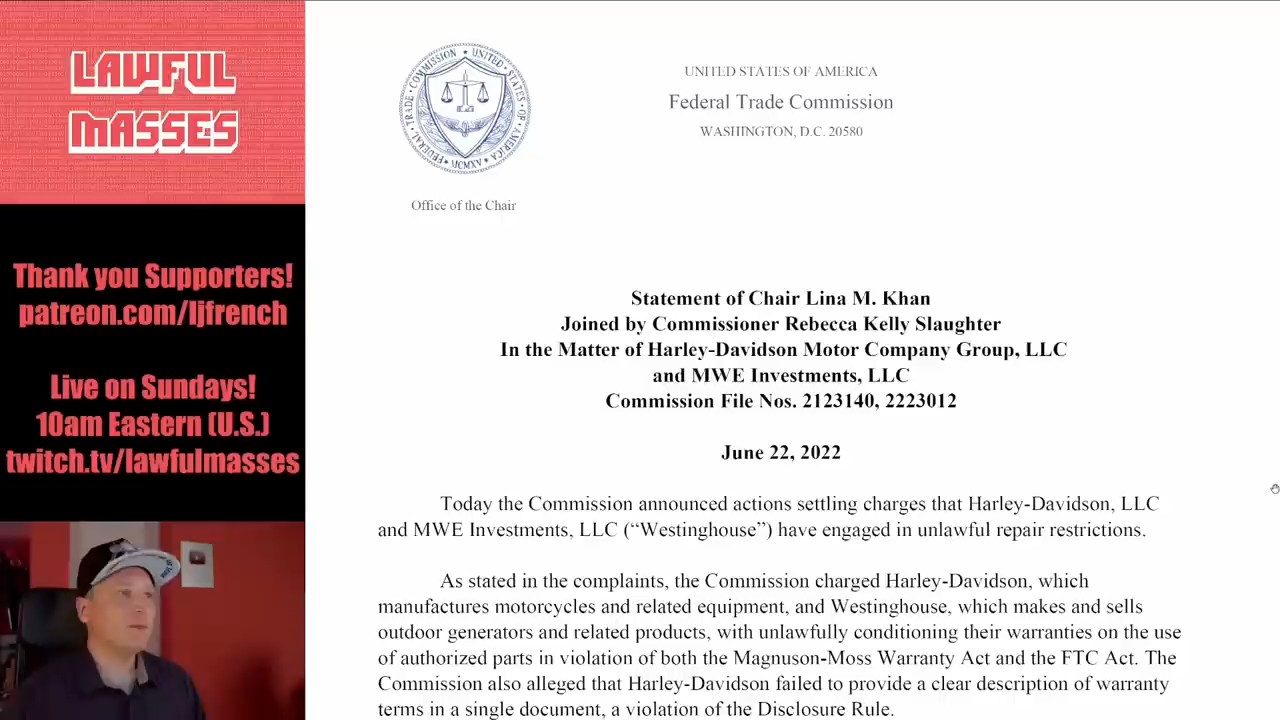 LAWFUL
MASSES
Thank you Supporters!
patreon.com/ljfrench
Live on Sundays!
10am Eastern (U.S.)
twitch.tv/lawfulmasses
FEDERAL TRADE COMMISSION ★ UNITED STATES OF AMERICA ★
MCMXV
Office of the Chair
UNITED STATES OF AMERICA
Federal Trade Commission
WASHINGTON, D.C. 20580
Statement of Chair Lina M. Khan
Joined by Commissioner Rebecca Kelly Slaughter
In the Matter of Harley-Davidson Motor Company Group, LLC
and MWE Investments, LLC
Commission File Nos. 2123140, 2223012
June 22, 2022
Today the Commission announced actions settling charges that Harley-Davidson, LLC
and MWE Investments, LLC (“Westinghouse”) have engaged in unlawful repair restrictions.
As stated in the complaints, the Commission charged Harley-Davidson, which
manufactures motorcycles and related equipment, and Westinghouse, which makes and sells
outdoor generators and related products, with unlawfully conditioning their warranties on the use
of authorized parts in violation of both the Magnuson-Moss Warranty Act and the FTC Act. The
Commission also alleged that Harley-Davidson failed to provide a clear description of warranty
terms in a single document, a violation of the Disclosure Rule.